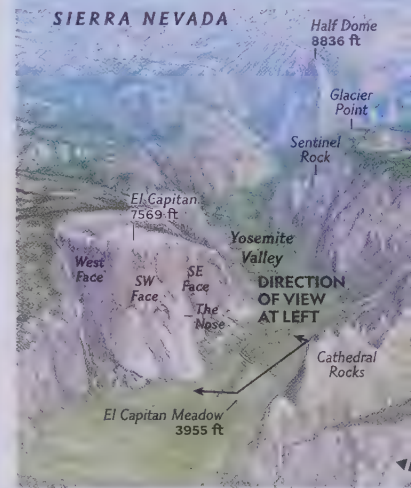 SIERRA NEVADA
Half Dome
8836 ft
Glacier
Point
Sentinel
Rock
El Capitan
7569 ft
Yosemite
Valley
West
Face
SW
Face
SE
Face
The
Nose
DIRECTION
OF VIEW
AT LEFT
Cathedral
Rocks
El Capitan Meadow
3955 ft